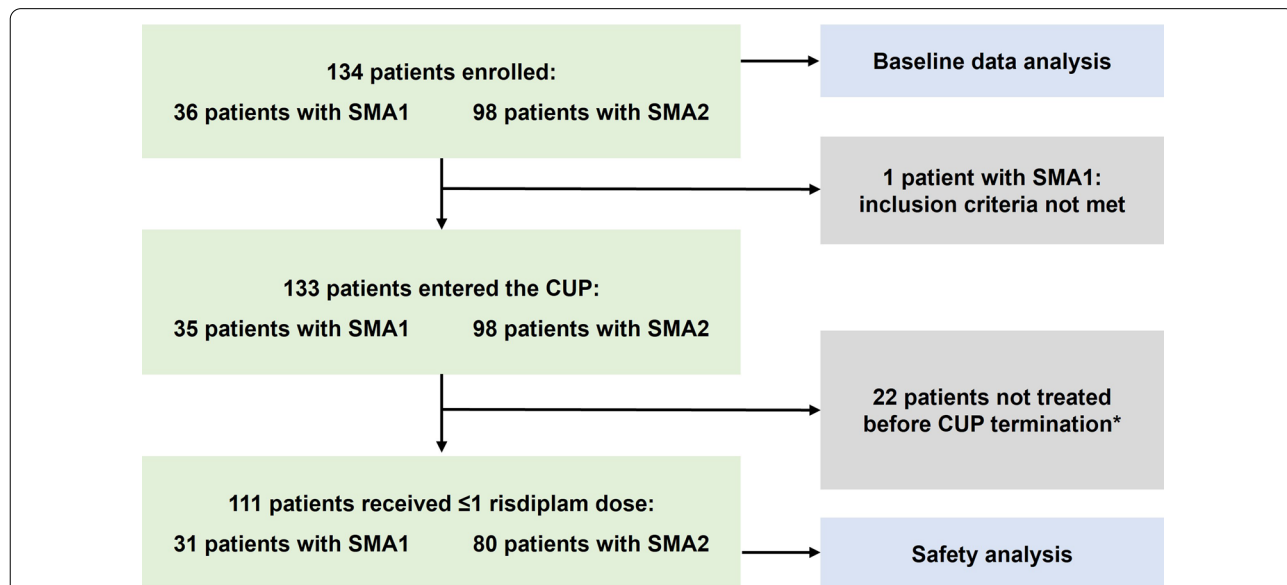 134 patients enrolled:
36 patients with SMA1 98 patients with SMA2
Baseline data analysis
1 patient with SMA1:
inclusion criteria not met
133 patients entered the CUP:
35 patients with SMA1 98 patients with SMA2
22 patients not treated
before CUP termination*
111 patients received ≤1 risdiplam dose:
31 patients with SMA1 80 patients with SMA2
Safety analysis